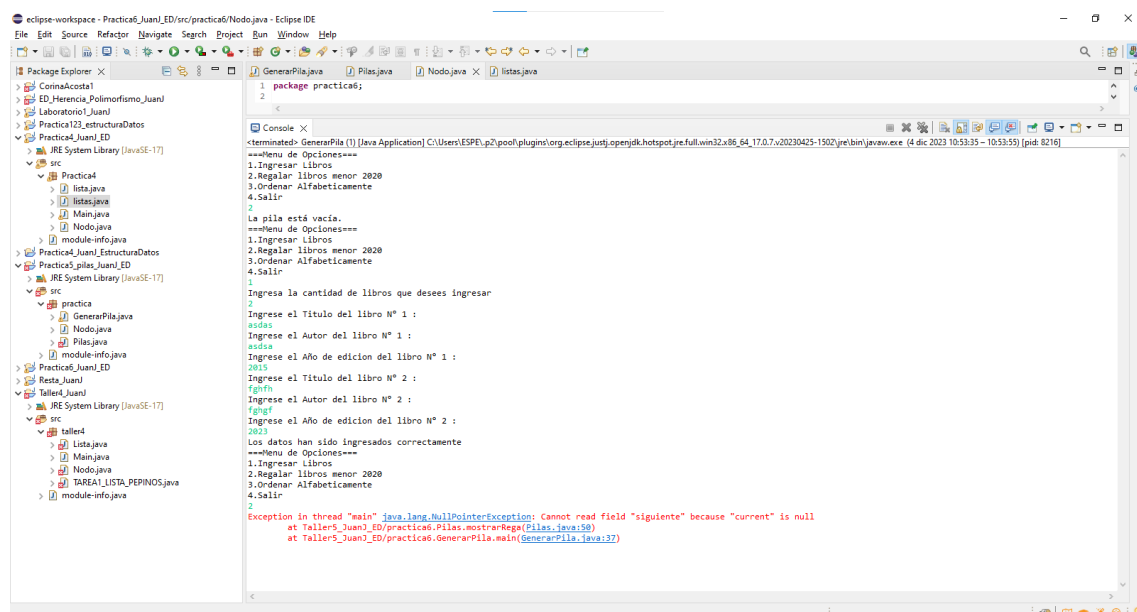 eclipse-workspace - Practica6_JuanJ_ED/src/practica6/Nodo.java - Eclipse IDE
File Edit Source Refactor Navigate Search Project Run Window Help
Package Explorer
CorinaAcosta1
ED_Herencia_Polimorfismo_JuanJ
Laboratorio1_JuanJ
Practica123_estructuraDatos
Practica4_JuanJ_ED
JRE System Library [JavaSE-17]
src
Practica4
lista.java
listas.java
Main.java
Nodo.java
module-info.java
Practica4_JuanJ_EstructuraDatos
Practica5_pilas_JuanJ_ED
JRE System Library [JavaSE-17]
src
practica
GenerarPila.java
Nodo.java
Pilas.java
module-info.java
Practica6_JuanJ_ED
Resta_JuanJ
Taller4_JuanJ
JRE System Library [JavaSE-17]
src
taller4
Lista.java
Main.java
Nodo.java
TAREA1_LISTA_PEPINOS.java
module-info.java
GenerarPila.java Pilas.java Nodo.java listas.java
1 package practica6;
2
Console
<terminated> GenerarPila (1) [Java Application] C:\Users\ESPE\.p2\pool\plugins\org.eclipse.justj.openjdk.hotspot.jre.full.win32.x86_64_17.0.7.v20230425-1502\jre\bin\javaw.exe (4 dic 2023 10:53:35 – 10:53:55) [pid: 8216]
===Menu de Opciones===
1.Ingresar Libros
2.Regalar libros menor 2020
3.Ordenar Alfabeticamente
4.Salir
2
La pila está vacía.
===Menu de Opciones===
1.Ingresar Libros
2.Regalar libros menor 2020
3.Ordenar Alfabeticamente
4.Salir
1
Ingresa la cantidad de libros que desees ingresar
2
Ingrese el Titulo del libro N° 1 :
asdas
Ingrese el Autor del libro N° 1 :
asdsa
Ingrese el Año de edicion del libro N° 1 :
2015
Ingrese el Titulo del libro N° 2 :
fghfh
Ingrese el Autor del libro N° 2 :
fghgf
Ingrese el Año de edicion del libro N° 2 :
2023
Los datos han sido ingresados correctamente
===Menu de Opciones===
1.Ingresar Libros
2.Regalar libros menor 2020
3.Ordenar Alfabeticamente
4.Salir
2
Exception in thread "main" java.lang.NullPointerException: Cannot read field "siguiente" because "current" is null
at Taller5_JuanJ_ED/practica6.Pilas.mostrarRega(Pilas.java:50)
at Taller5_JuanJ_ED/practica6.GenerarPila.main(GenerarPila.java:37)